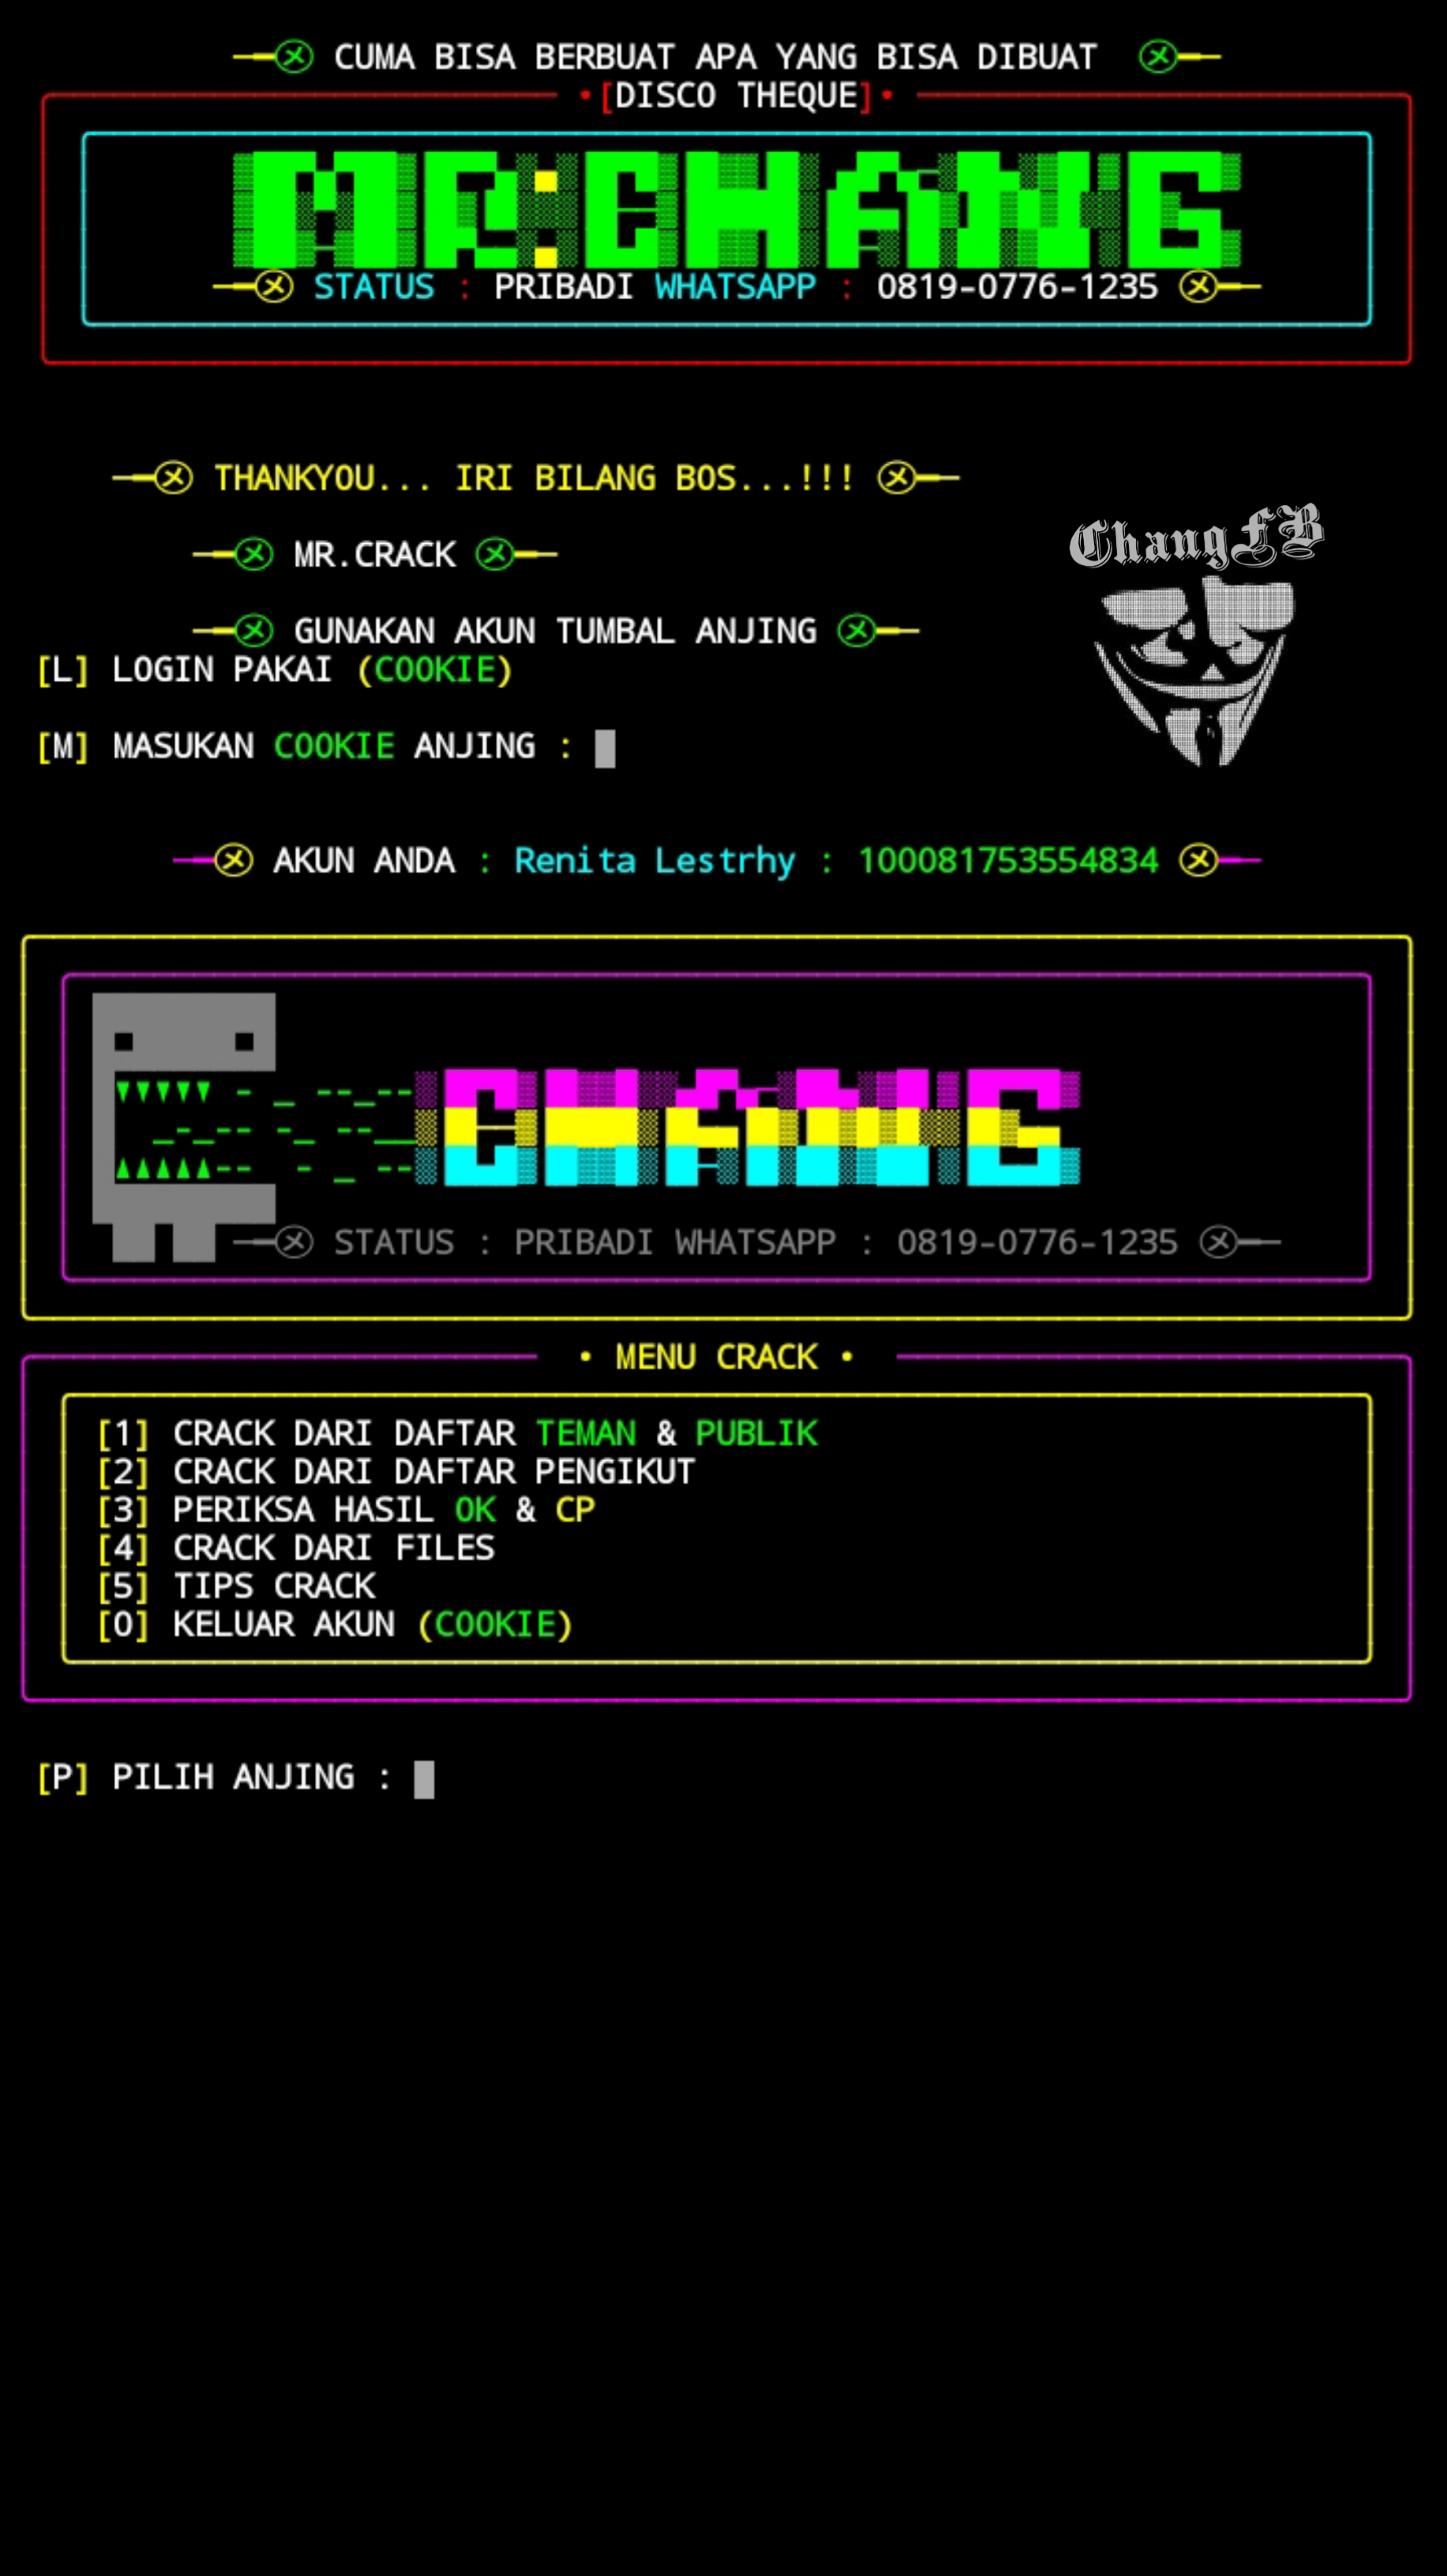 CUMA BISA BERBUAT APA YANG BISA DIBUAT
•[DISCO THEQUE]•
MR:CHANG
STATUS : PRIBADI WHATSAPP : 0819-0776-1235
THANKYOU... IRI BILANG BOS...!!!
ChangFB
MR.CRACK
GUNAKAN AKUN TUMBAL ANJING
[L] LOGIN PAKAI (COOKIE)
[M] MASUKAN COOKIE ANJING :
AKUN ANDA : Renita Lestrhy : 100081753554834
CHANG
STATUS : PRIBADI WHATSAPP : 0819-0776-1235
• MENU CRACK •
[1] CRACK DARI DAFTAR TEMAN & PUBLIK
[2] CRACK DARI DAFTAR PENGIKUT
[3] PERIKSA HASIL OK & CP
[4] CRACK DARI FILES
[5] TIPS CRACK
[0] KELUAR AKUN (COOKIE)
[P] PILIH ANJING :